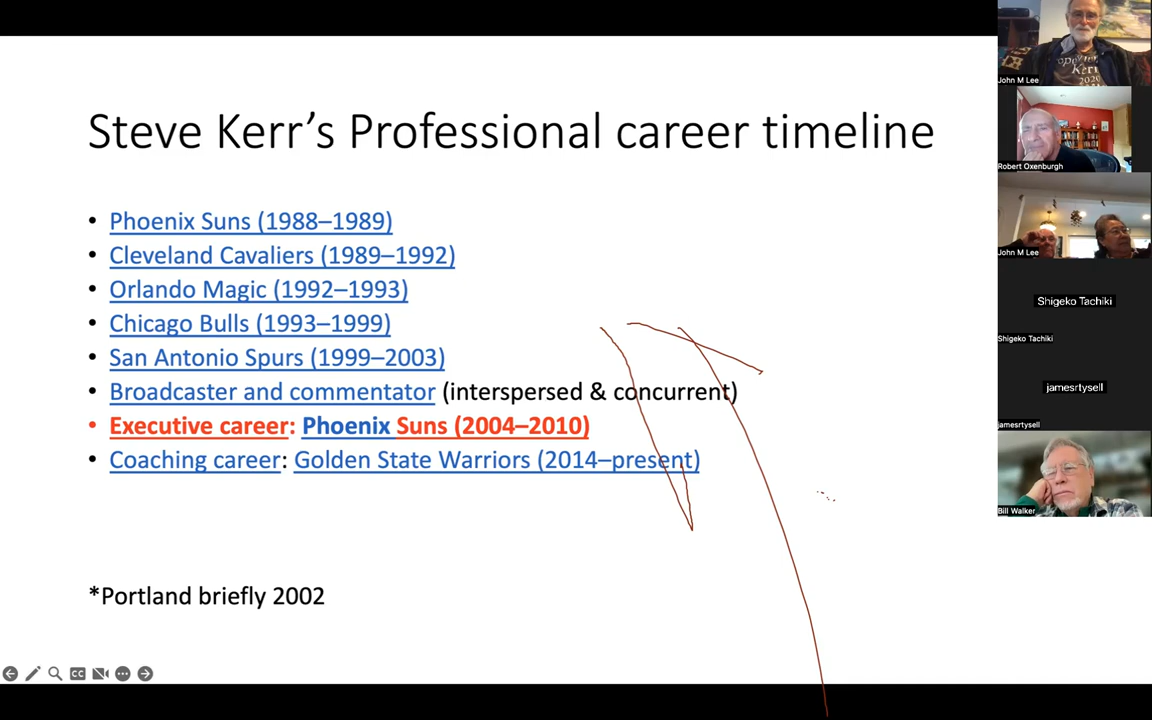 Steve Kerr's Professional career timeline
• Phoenix Suns (1988–1989)
• Cleveland Cavaliers (1989–1992)
• Orlando Magic (1992–1993)
• Chicago Bulls (1993–1999)
• San Antonio Spurs (1999–2003)
• Broadcaster and commentator (interspersed & concurrent)
• Executive career: Phoenix Suns (2004–2010)
• Coaching career: Golden State Warriors (2014–present)
*Portland briefly 2002
CC
Kerr
2020
John M Lee
Robert Oxenburgh
John M Lee
Shigeko Tachiki
Shigeko Tachiki
jamesrtysell
jamesrtysell
Bill Walker